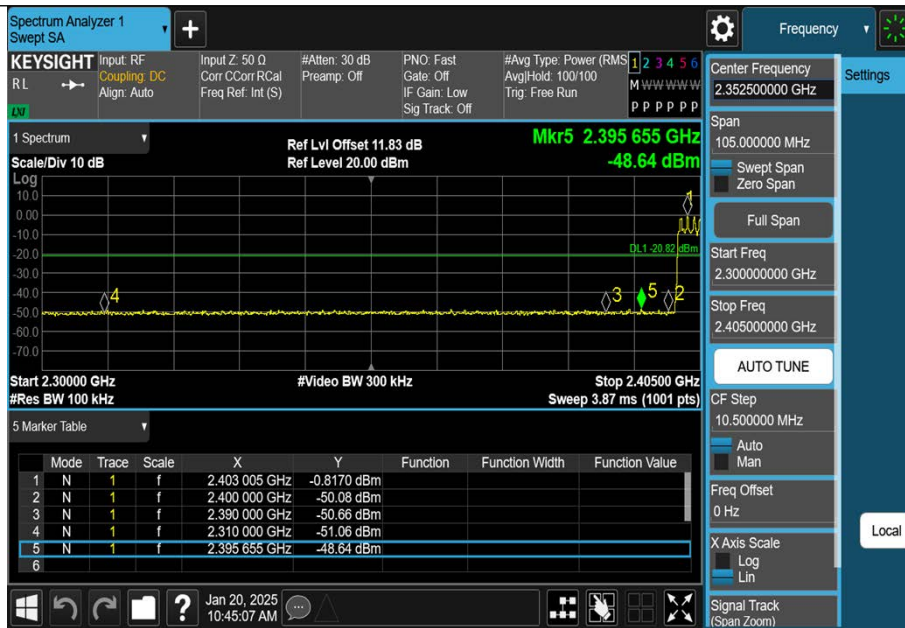 Spectrum Analyzer 1
Swept SA
Frequency
KEYSIGHT
RL
LXI
Input: RF
Coupling: DC
Align: Auto
Input Z: 50 Ω
Corr CCorr RCal
Freq Ref: Int (S)
#Atten: 30 dB
Preamp: Off
PNO: Fast
Gate: Off
IF Gain: Low
Sig Track: Off
#Avg Type: Power (RMS
Avg|Hold: 100/100
Trig: Free Run
1 2 3 4 5 6
M W W W W W
P P P P P P
Settings
1 Spectrum
Scale/Div 10 dB
Ref Lvl Offset 11.83 dB
Ref Level 20.00 dBm
Mkr5 2.395 655 GHz
-48.64 dBm
Log
10.0
0.00
-10.0
-20.0
-30.0
-40.0
-50.0
-60.0
-70.0
1
DL1 -20.82 dBm
4
3
5
2
Start 2.30000 GHz
#Video BW 300 kHz
Stop 2.40500 GHz
#Res BW 100 kHz
Sweep 3.87 ms (1001 pts)
5 Marker Table
Mode Trace Scale X Y Function Function Width Function Value
1 N 1 f 2.403 005 GHz -0.8170 dBm
2 N 1 f 2.400 000 GHz -50.08 dBm
3 N 1 f 2.390 000 GHz -50.66 dBm
4 N 1 f 2.310 000 GHz -51.06 dBm
5 N 1 f 2.395 655 GHz -48.64 dBm
6
Center Frequency
2.352500000 GHz
Span
105.000000 MHz
Swept Span
Zero Span
Full Span
Start Freq
2.300000000 GHz
Stop Freq
2.405000000 GHz
AUTO TUNE
CF Step
10.500000 MHz
Auto
Man
Freq Offset
0 Hz
X Axis Scale
Log
Lin
Signal Track
(Span Zoom)
Local
?
Jan 20, 2025
10:45:07 AM